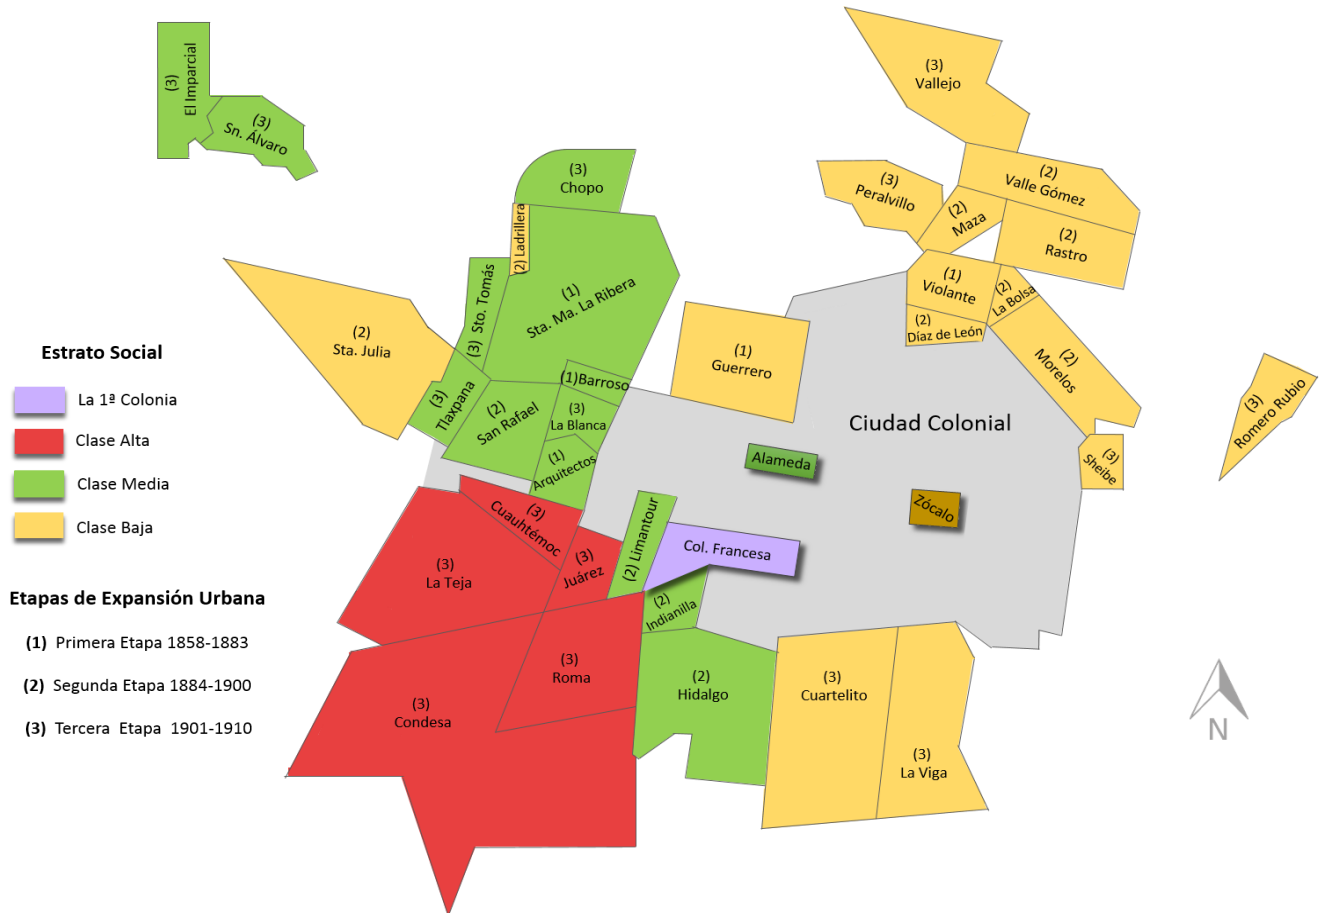 (3)
El Imparcial
(3)
Sn. Álvaro
(3)
Vallejo
(3)
Chopo
(3)
Peralvillo
(2)
Valle Gómez
(2)
Maza
(2)
Rastro
(2) Ladrillera
(3) Sto. Tomás
(1)
Sta. Ma. La Ribera
(1)
Violante
(2)
La Bolsa
(2)
Díaz de León
(2)
Morelos
(2)
Sta. Julia
(1)
Guerrero
(1)Barroso
(3)
Tlaxpana
(2)
San Rafael
(3)
La Blanca
(1)
Arquitectos
Ciudad Colonial
Alameda
Zócalo
(3)
Sheibe
(3)
Romero Rubio
Estrato Social
La 1ª Colonia
Clase Alta
Clase Media
Clase Baja
(3)
Cuauhtémoc
(3)
La Teja
(3)
Juárez
(2) Limantour
Col. Francesa
(2)
Indianilla
(3)
Roma
(3)
Condesa
(2)
Hidalgo
(3)
Cuartelito
(3)
La Viga
Etapas de Expansión Urbana
(1) Primera Etapa 1858-1883
(2) Segunda Etapa 1884-1900
(3) Tercera Etapa 1901-1910
N